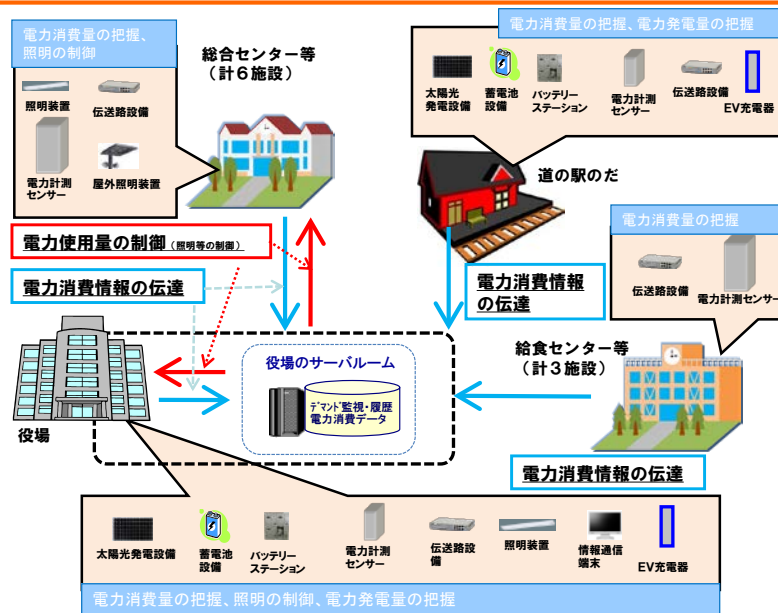 電力消費量の把握、
照明の制御
照明装置
伝送路設備
電力計測
センサー
屋外照明装置
総合センター等
（計６施設）
電力消費量の把握、電力発電量の把握
太陽光
発電設備
蓄電池
設備
バッテリー
ステーション
電力計測
センサー
伝送路設備
EV充電器
道の駅のだ
電力消費量の把握
伝送路設備
電力計測センサー
電力使用量の制御（照明等の制御）
電力消費情報の伝達
電力消費情報
の伝達
給食センター等
（計３施設）
役場のサーバルーム
デマンド監視・履歴
電力消費データ
役場
電力消費情報の伝達
太陽光発電設備
蓄電池
設備
バッテリー
ステーション
電力計測
センサー
伝送路設
備
照明装置
情報通信
端末
EV充電器
電力消費量の把握、照明の制御、電力発電量の把握